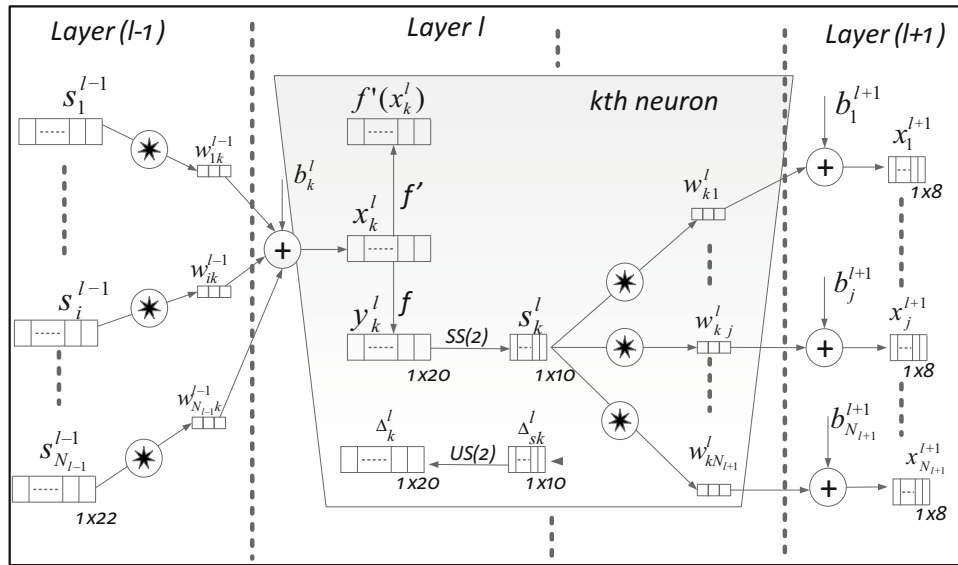 Layer (l-1)
Layer l
Layer (l+1)
kth neuron
s_1^{l-1}
w_{1k}^{l-1}
s_i^{l-1}
w_{ik}^{l-1}
s_{N_{l-1}}^{l-1}
w_{N_{l-1}k}^{l-1}
1x22
b_k^l
+
f'(x_k^l)
f'
x_k^l
f
y_k^l
1x20
SS(2)
s_k^l
1x10
Δ_k^l
1x20
US(2)
Δ_{sk}^l
1x10
w_{k1}^l
w_{kj}^l
w_{kN_{l+1}}^l
b_1^{l+1}
+
x_1^{l+1}
1x8
b_j^{l+1}
+
x_j^{l+1}
1x8
b_{N_{l+1}}^{l+1}
+
x_{N_{l+1}}^{l+1}
1x8